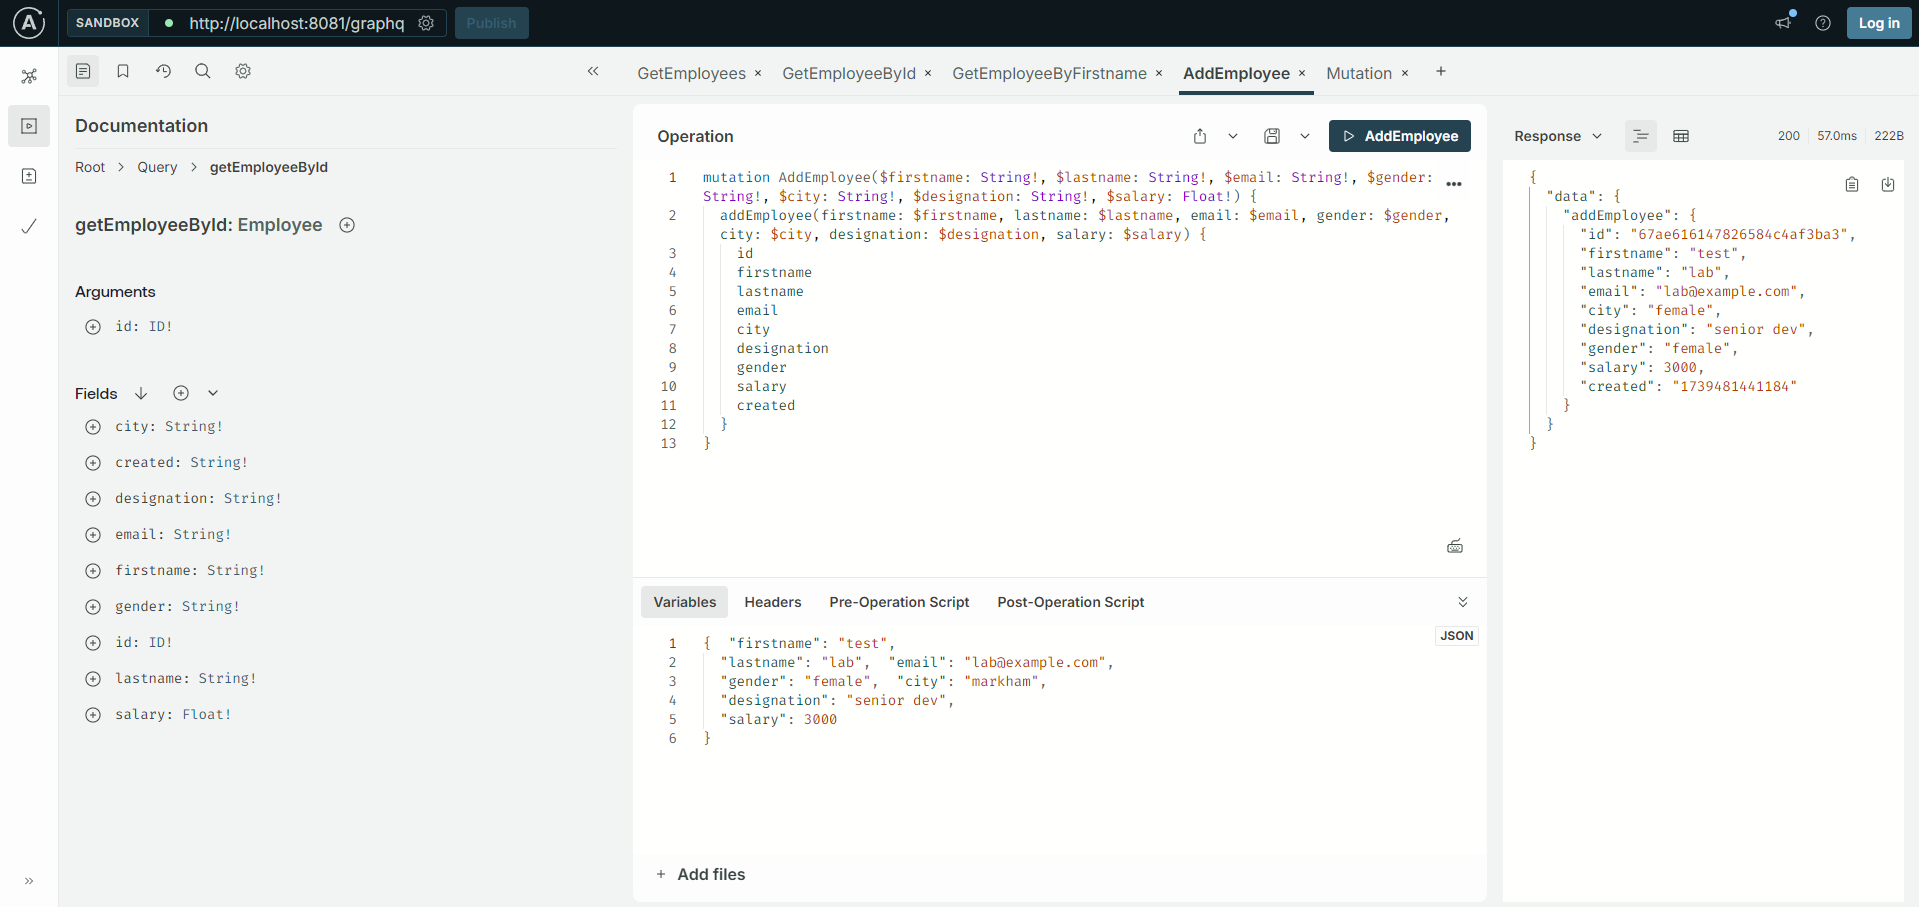 A SANDBOX http://localhost:8081/graphq Publish Log in
GetEmployees × GetEmployeeById × GetEmployeeByFirstname × AddEmployee × Mutation × +
Documentation
Root > Query > getEmployeeById
getEmployeeById: Employee
Arguments
id: ID!
Fields
city: String!
created: String!
designation: String!
email: String!
firstname: String!
gender: String!
id: ID!
lastname: String!
salary: Float!
Operation
AddEmployee
1 mutation AddEmployee($firstname: String!, $lastname: String!, $email: String!, $gender:
String!, $city: String!, $designation: String!, $salary: Float!) {
2 addEmployee(firstname: $firstname, lastname: $lastname, email: $email, gender: $gender,
city: $city, designation: $designation, salary: $salary) {
3 id
4 firstname
5 lastname
6 email
7 city
8 designation
9 gender
10 salary
11 created
12 }
13 }
Variables Headers Pre-Operation Script Post-Operation Script
JSON
1 { "firstname": "test",
2 "lastname": "lab", "email": "lab@example.com",
3 "gender": "female", "city": "markham",
4 "designation": "senior dev",
5 "salary": 3000
6 }
+ Add files
Response 200 57.0ms 222B
{
"data": {
"addEmployee": {
"id": "67ae616147826584c4af3ba3",
"firstname": "test",
"lastname": "lab",
"email": "lab@example.com",
"city": "female",
"designation": "senior dev",
"gender": "female",
"salary": 3000,
"created": "1739481441184"
}
}
}